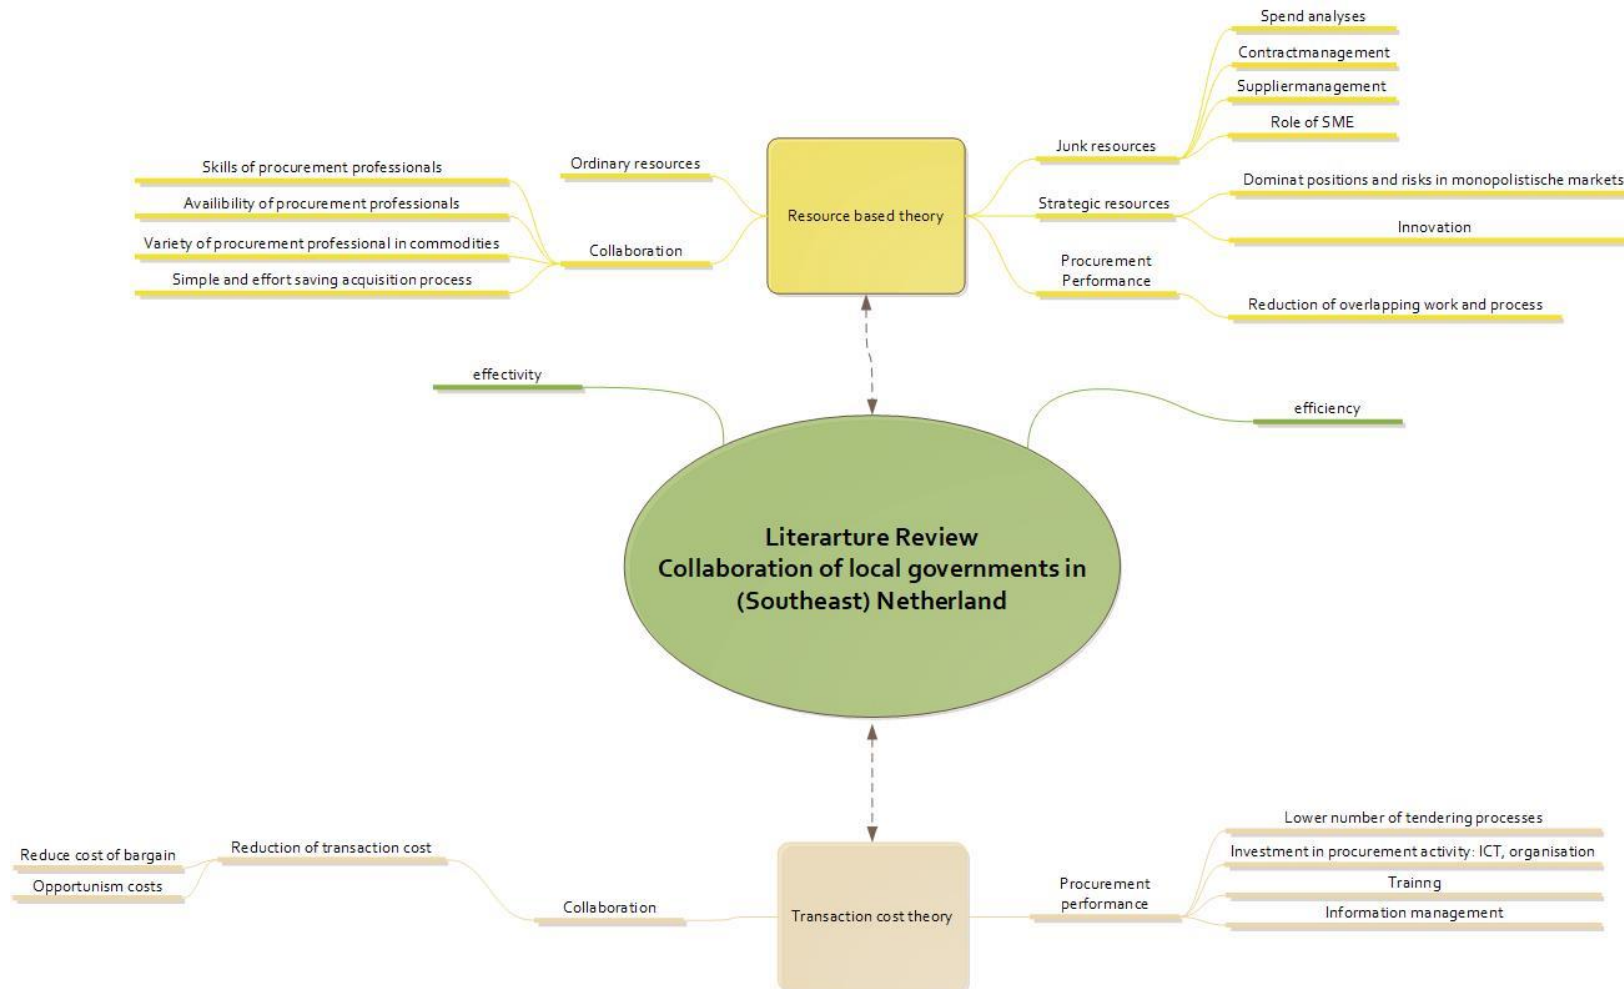 Spend analyses
Contractmanagement
Suppliermanagement
Role of SME
Junk resources
Ordinary resources
Skills of procurement professionals
Availibility of procurement professionals
Variety of procurement professional in commodities
Simple and effort saving acquisition process
Collaboration
Resource based theory
Strategic resources
Dominat positions and risks in monopolistische markets
Innovation
Procurement
Performance
Reduction of overlapping work and process
effectivity
efficiency
Literarture Review
Collaboration of local governments in
(Southeast) Netherland
Reduce cost of bargain
Opportunism costs
Reduction of transaction cost
Collaboration
Transaction cost theory
Procurement
performance
Lower number of tendering processes
Investment in procurement activity: ICT, organisation
Trainng
Information management